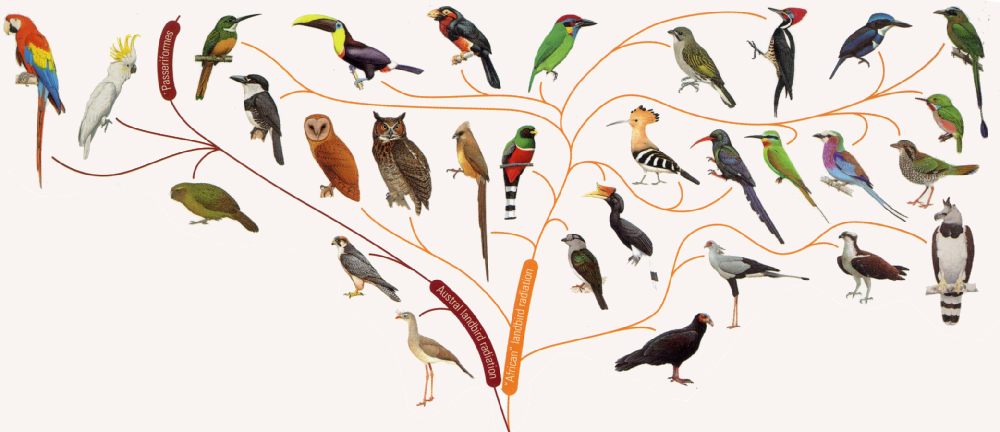 · Passeriformes
Austral landbird radiation
"African" landbird radiation